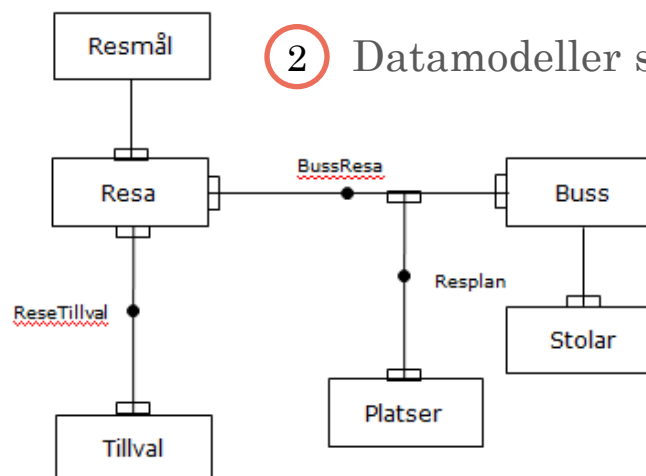 Resmål
2 Datamodeller s
BussResa
Resa
Buss
Resplan
ReseTillval
Stolar
Platser
Tillval